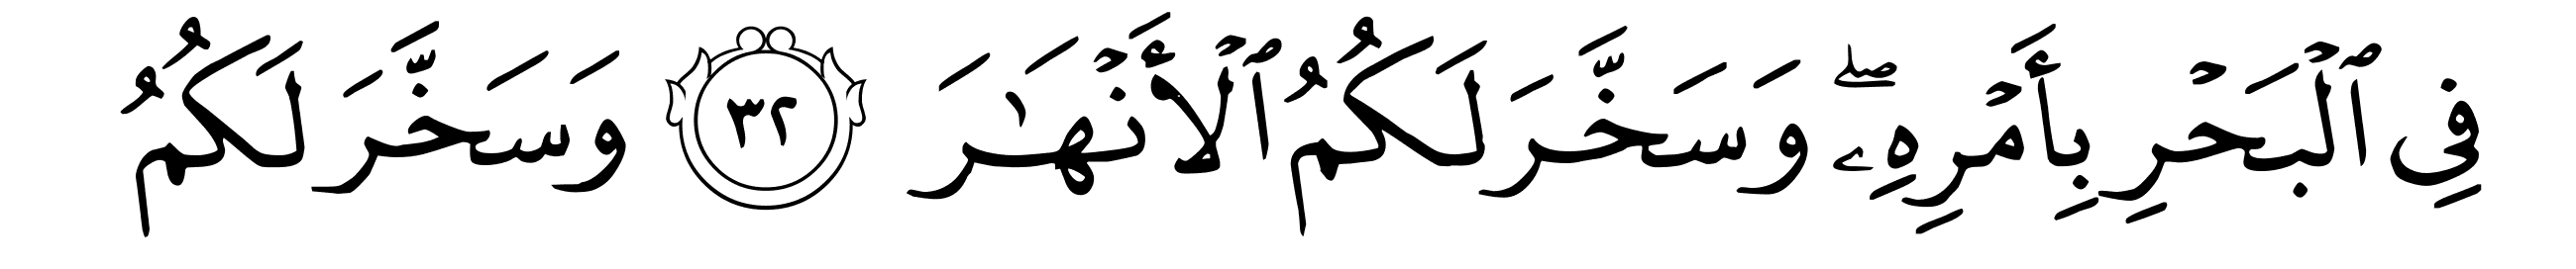 فِى ٱلْبَحْرِ بِأَمْرِهِۦۖ وَسَخَّرَ لَكُمُ ٱلْأَنْهَـٰرَ ٣٢ وَسَخَّرَ لَكُمُ